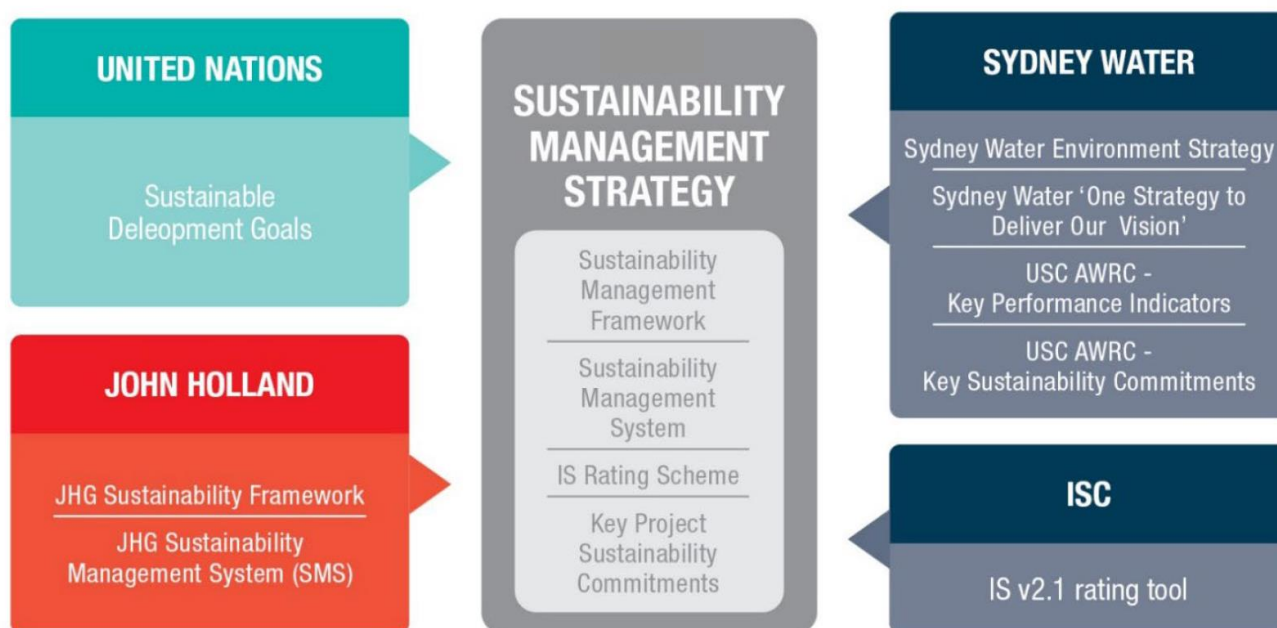 UNITED NATIONS
Sustainable
Deleopment Goals
JOHN HOLLAND
JHG Sustainability Framework
JHG Sustainability
Management System (SMS)
SUSTAINABILITY
MANAGEMENT
STRATEGY
Sustainability
Management
Framework
Sustainability
Management
System
IS Rating Scheme
Key Project
Sustainability
Commitments
SYDNEY WATER
Sydney Water Environment Strategy
Sydney Water ‘One Strategy to
Deliver Our Vision’
USC AWRC -
Key Performance Indicators
USC AWRC -
Key Sustainability Commitments
ISC
IS v2.1 rating tool